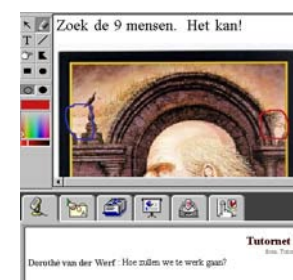 Zoek de 9 mensen. Het kan!
T
Tutornet
Dorothé van der Werf : Hoe zullen we te werk gaan?